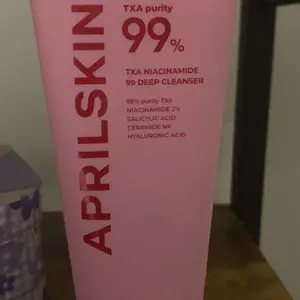 TXA purity
99%
TXA NIACINAMIDE
99 DEEP CLEANSER
99% purity TXA
NIACINAMIDE 2%
SALICYLIC ACID
CERAMIDE NP
HYALURONIC ACID
APRILSKIN